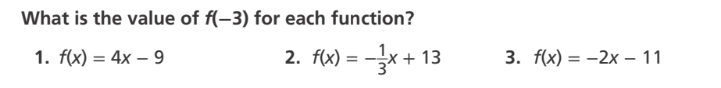 What is the value of f(−3) for each function?
1. f(x) = 4x − 9 2. f(x) = −1/3x + 13 3. f(x) = −2x − 11